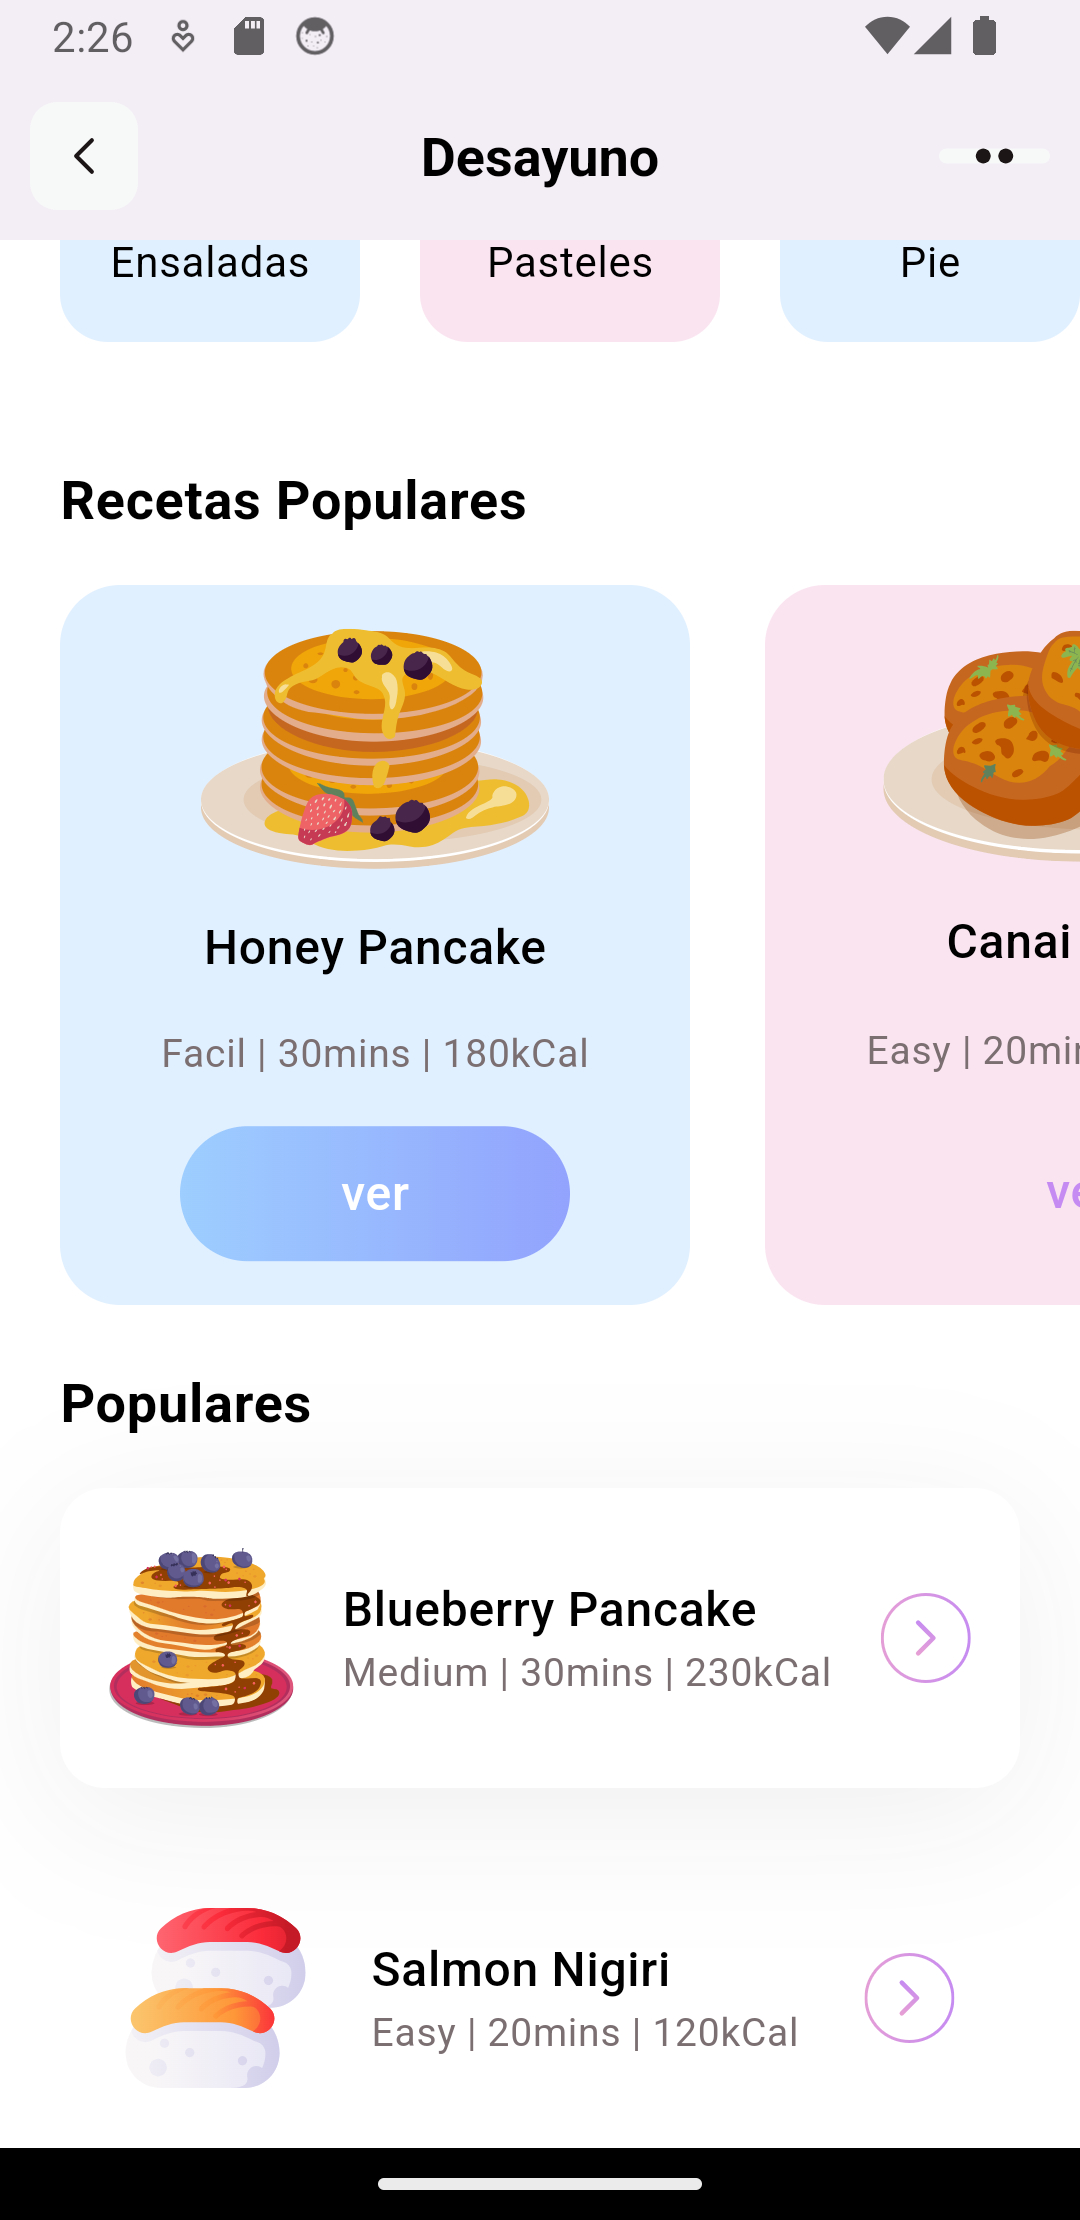 2:26
Desayuno
Ensaladas
Pasteles
Pie
Recetas Populares
Honey Pancake
Facil | 30mins | 180kCal
ver
Canai
Easy | 20min
ve
Populares
Blueberry Pancake
Medium | 30mins | 230kCal
Salmon Nigiri
Easy | 20mins | 120kCal